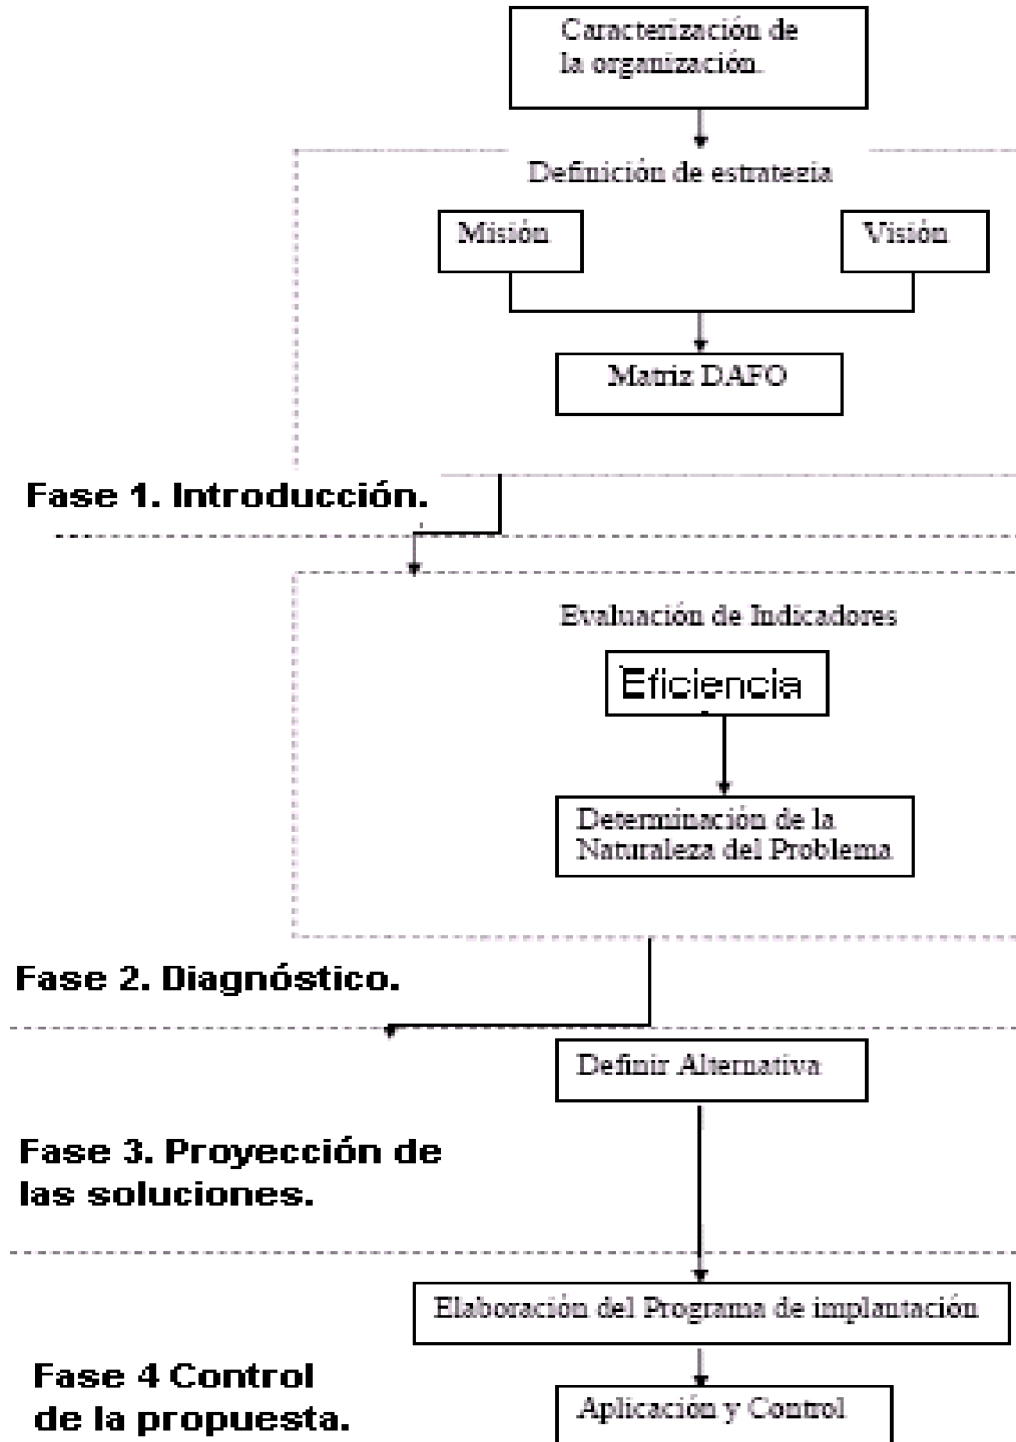 Caracterización de
la organización.
Definición de estrategia
Misión
Visión
Matriz DAFO
Fase 1. Introducción.
Evaluación de Indicadores
Eficiencia
Determinación de la
Naturaleza del Problema
Fase 2. Diagnóstico.
Definir Alternativa
Fase 3. Proyección de
las soluciones.
Elaboración del Programa de implantación
Fase 4 Control
de la propuesta.
Aplicación y Control